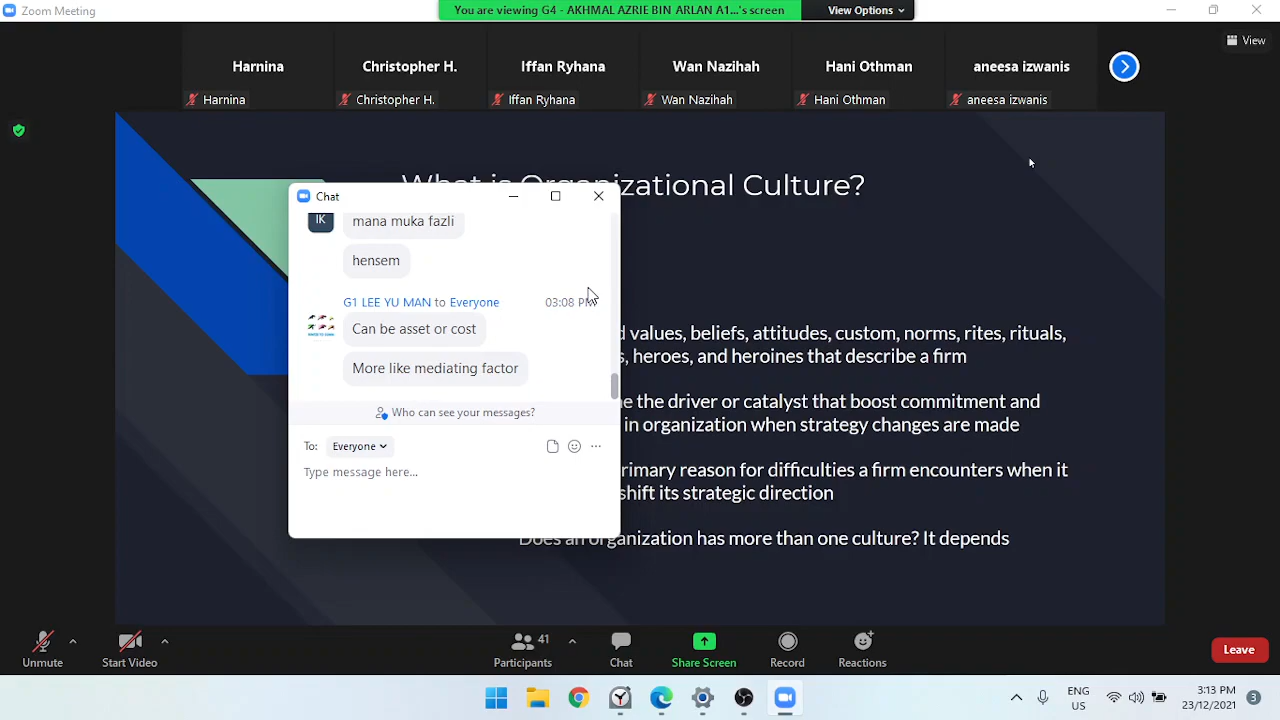 Zoom Meeting
You are viewing G4 - AKHMAL AZRIE BIN ARLAN A1...'s screen
View Options
View
Harnina
Christopher H.
Iffan Ryhana
Wan Nazihah
Hani Othman
aneesa izwanis
Harnina
Christopher H.
Iffan Ryhana
Wan Nazihah
Hani Othman
aneesa izwanis
What is Organizational Culture?
Chat
IK
mana muka fazli
hensem
G1 LEE YU MAN to Everyone
03:08 PM
Can be asset or cost
More like mediating factor
Who can see your messages?
To: Everyone
Type message here...
values, beliefs, attitudes, custom, norms, rites, rituals,
heroes, and heroines that describe a firm
the driver or catalyst that boost commitment and
in organization when strategy changes are made
reason for difficulties a firm encounters when it
shift its strategic direction
Does an organization has more than one culture? It depends
Unmute
Start Video
41
Participants
Chat
Share Screen
Record
Reactions
Leave
ENG
US
3:13 PM
23/12/2021
3